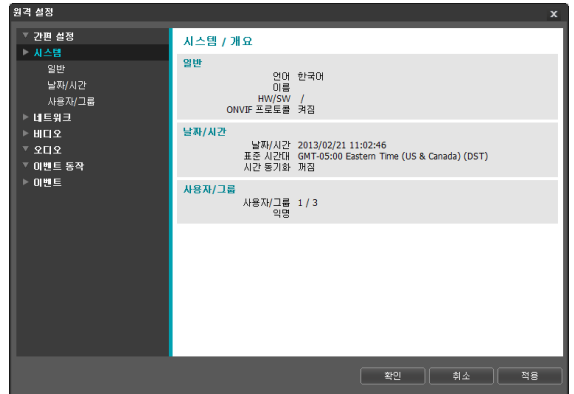 원격 설정
x
간편 설정
시스템
일반
날짜/시간
사용자/그룹
네트워크
비디오
오디오
이벤트 동작
이벤트
시스템 / 개요
일반
언어 한국어
이름
HW/SW /
ONVIF 프로토콜 켜짐
날짜/시간
날짜/시간 2013/02/21 11:02:46
표준 시간대 GMT-05:00 Eastern Time (US & Canada) (DST)
시간 동기화 꺼짐
사용자/그룹
사용자/그룹 1 / 3
익명
확인
취소
적용